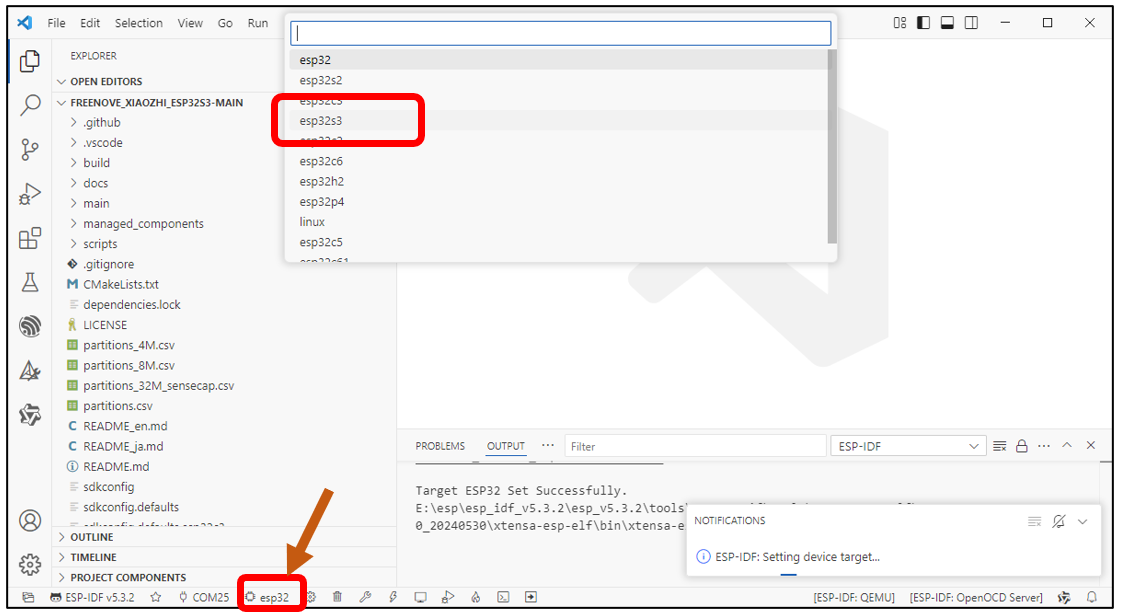 File Edit Selection View Go Run
EXPLORER
OPEN EDITORS
FREENOVE_XIAOZHI_ESP32S3-MAIN
.github
.vscode
build
docs
main
managed_components
scripts
.gitignore
CMakeLists.txt
dependencies.lock
LICENSE
partitions_4M.csv
partitions_8M.csv
partitions_32M_sensecap.csv
partitions.csv
README_en.md
README_ja.md
README.md
sdkconfig
sdkconfig.defaults
sdkconfig.defaults.esp32s3
OUTLINE
TIMELINE
PROJECT COMPONENTS
esp32
esp32s2
esp32c3
esp32s3
esp32c2
esp32c6
esp32h2
esp32p4
linux
esp32c5
esp32c61
PROBLEMS OUTPUT ··· Filter ESP-IDF
Target ESP32 Set Successfully.
E:\esp\esp_idf_v5.3.2\esp_v5.3.2\tools
0_20240530\xtensa-esp-elf\bin\xtensa-e
NOTIFICATIONS
ESP-IDF: Setting device target...
ESP-IDF v5.3.2 COM25 esp32 [ESP-IDF: QEMU] [ESP-IDF: OpenOCD Server]